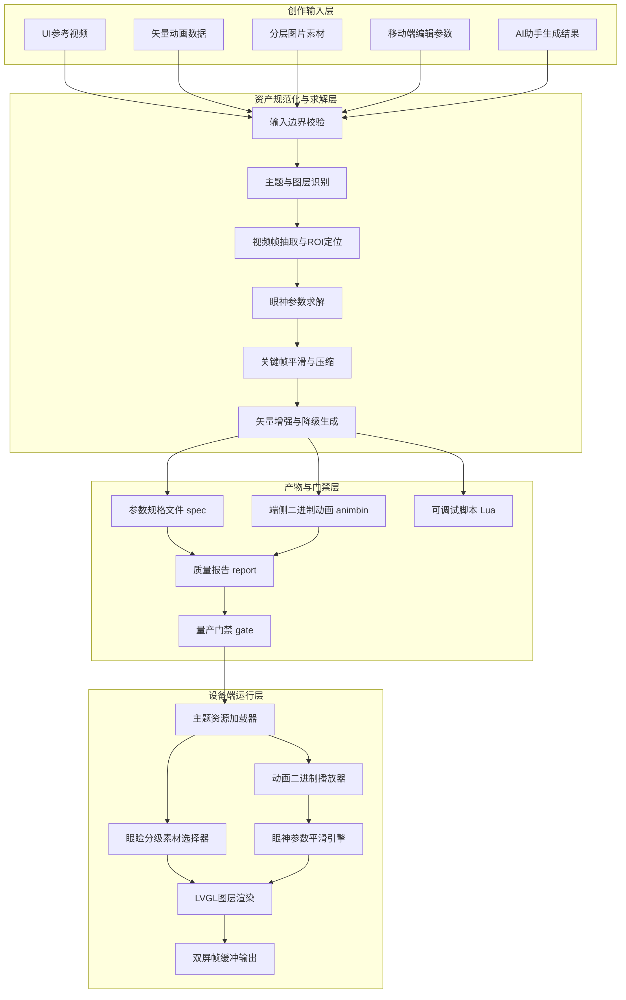 创作输入层
UI参考视频
矢量动画数据
分层图片素材
移动端编辑参数
AI助手生成结果
资产规范化与求解层
输入边界校验
主题与图层识别
视频帧抽取与ROI定位
眼神参数求解
关键帧平滑与压缩
矢量增强与降级生成
产物与门禁层
参数规格文件 spec
端侧二进制动画 animbin
可调试脚本 Lua
质量报告 report
量产门禁 gate
设备端运行层
主题资源加载器
动画二进制播放器
眼睑分级素材选择器
眼神参数平滑引擎
LVGL图层渲染
双屏帧缓冲输出